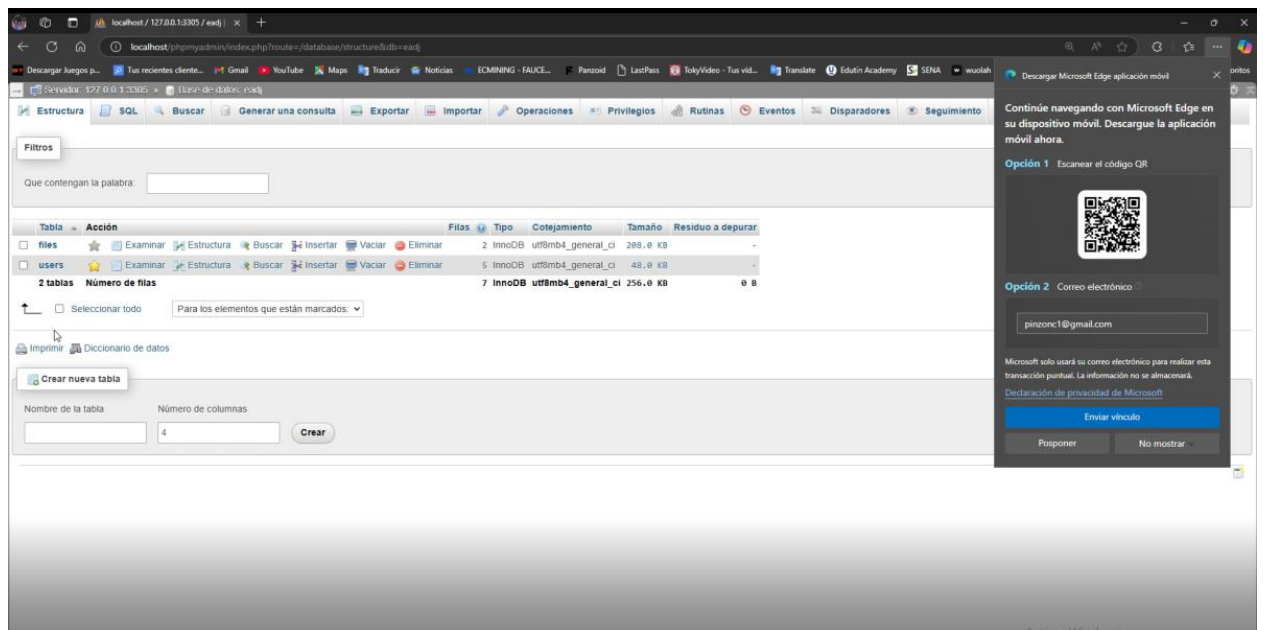 localhost / 127.0.0.1:3305 / eadj |
localhost/phpmyadmin/index.php?route=/database/structure&db=eadj
Descargar Juegos p... Tus recientes cliente... Gmail YouTube Maps Traducir Noticias ECMINING - FAUCE... Panzoid LastPass TokyVideo - Tus vid... Translate Edutin Academy SENA wuolah
Servidor: 127.0.0.1:3305 » Base de datos: eadj
Estructura SQL Buscar Generar una consulta Exportar Importar Operaciones Privilegios Rutinas Eventos Disparadores Seguimiento
Filtros
Que contengan la palabra:
Tabla Acción Filas Tipo Cotejamiento Tamaño Residuo a depurar
files Examinar Estructura Buscar Insertar Vaciar Eliminar 2 InnoDB utf8mb4_general_ci 208.0 KB -
users Examinar Estructura Buscar Insertar Vaciar Eliminar 5 InnoDB utf8mb4_general_ci 48.0 KB -
2 tablas Número de filas 7 InnoDB utf8mb4_general_ci 256.0 KB 0 B
Seleccionar todo Para los elementos que están marcados:
Imprimir Diccionario de datos
Crear nueva tabla
Nombre de la tabla Número de columnas
4 Crear
Descargar Microsoft Edge aplicación móvil
Continúe navegando con Microsoft Edge en
su dispositivo móvil. Descargue la aplicación
móvil ahora.
Opción 1 Escanear el código QR
Opción 2 Correo electrónico
pinzonc1@gmail.com
Microsoft solo usará su correo electrónico para realizar esta
transacción puntual. La información no se almacenará.
Declaración de privacidad de Microsoft
Enviar vínculo
Posponer No mostrar